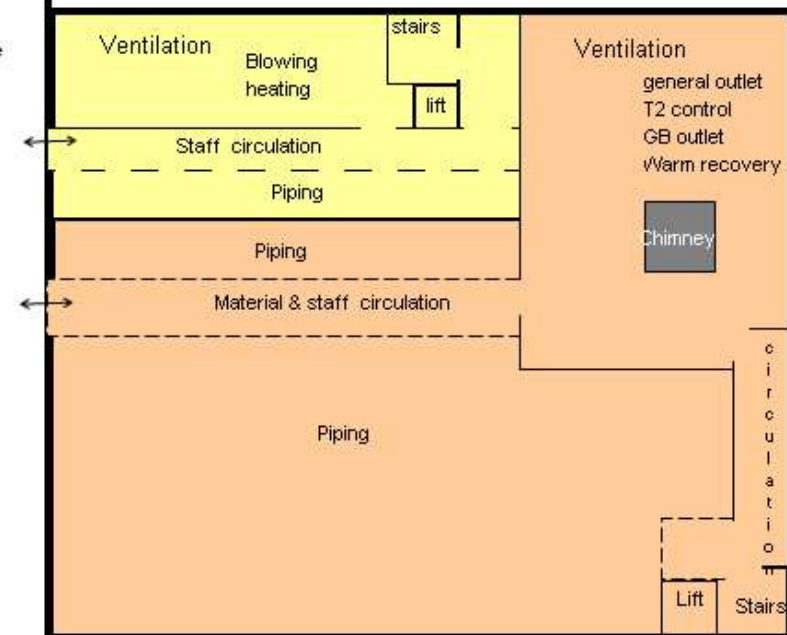 stairs
Ventilation
Blowing
heating
lift
Staff circulation
Piping
Piping
Material & staff circulation
Piping
Ventilation
general outlet
T2 control
GB outlet
Warm recovery
Chimney
circulation
Lift
Stairs